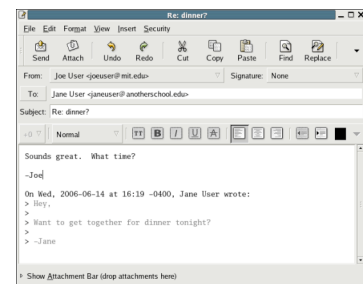 Re: dinner?
File Edit Format View Insert Security
Send Attach Undo Redo Cut Copy Paste Find Replace
From: Joe User <joeuser@mit.edu> Signature: None
To: Jane User <janeuser@anotherschool.edu>
Subject: Re: dinner?
+0 Normal TT B I U A
Sounds great. What time?
-Joe
On Wed, 2006-06-14 at 16:19 -0400, Jane User wrote:
> Hey,
>
> Want to get together for dinner tonight?
>
> -Jane
Show Attachment Bar (drop attachments here)